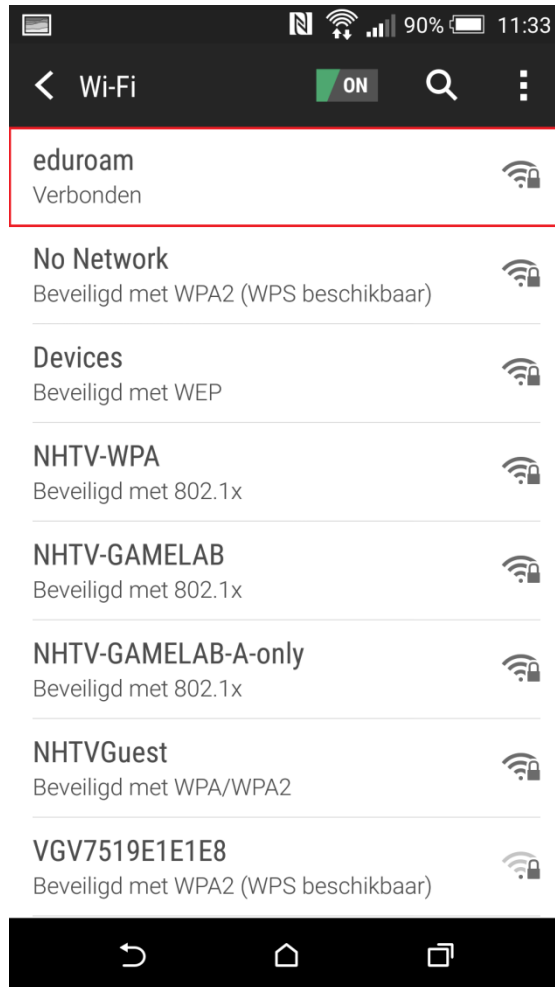 90% 11:33
Wi-Fi ON
eduroam
Verbonden
No Network
Beveiligd met WPA2 (WPS beschikbaar)
Devices
Beveiligd met WEP
NHTV-WPA
Beveiligd met 802.1x
NHTV-GAMELAB
Beveiligd met 802.1x
NHTV-GAMELAB-A-only
Beveiligd met 802.1x
NHTVGuest
Beveiligd met WPA/WPA2
VGV7519E1E1E8
Beveiligd met WPA2 (WPS beschikbaar)